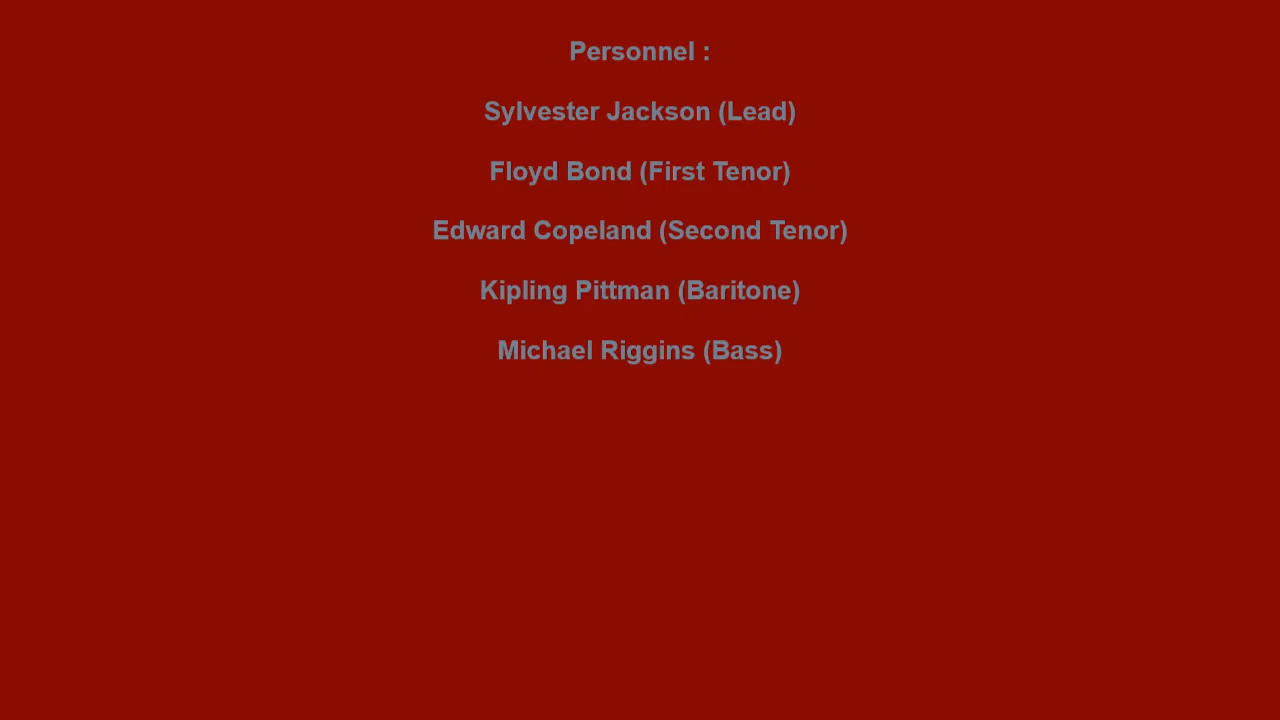 Personnel :
Sylvester Jackson (Lead)
Floyd Bond (First Tenor)
Edward Copeland (Second Tenor)
Kipling Pittman (Baritone)
Michael Riggins (Bass)